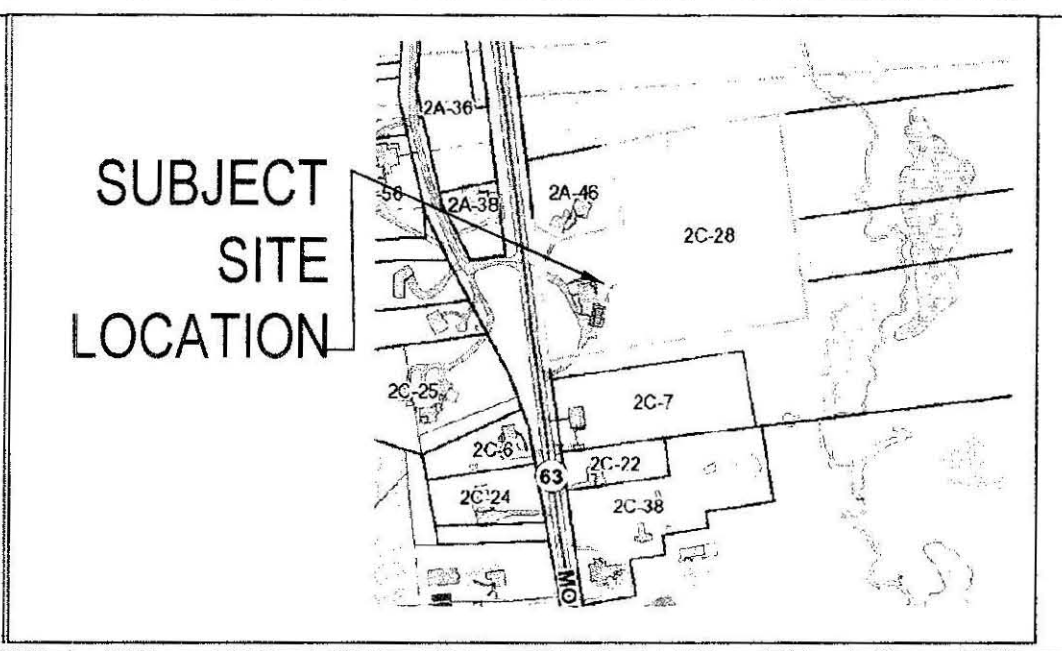 SUBJECT
SITE
LOCATION
2A-36
-56
2A-38
2A-46
2C-28
2C-25
2C-7
2C-6
2C-22
63
2C-24
2C-38
MO